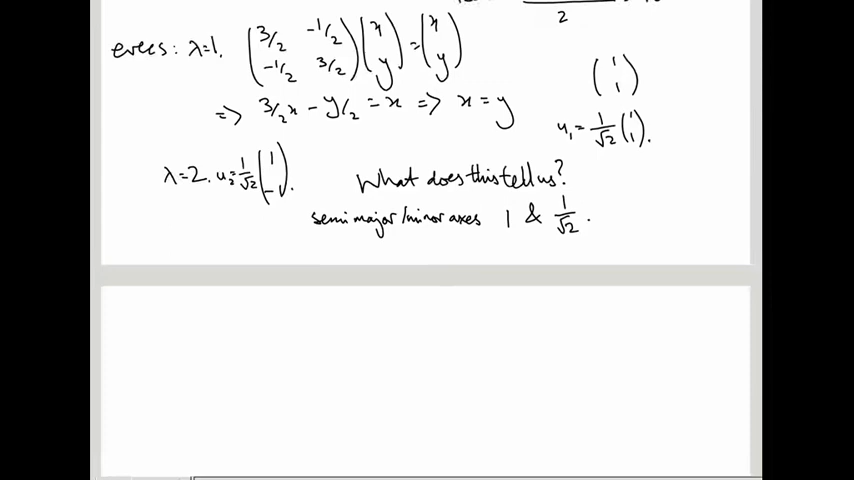 2
evecs: λ=1. (3/2 -1/2 -1/2 3/2)(x y) = (x y)
(1 1)
=> 3/2x - y/2 = x => x = y
u₁ = 1/√2 (1 1).
λ=2. u₂ = 1/√2 (1 -1).
What does this tell us?
semi major/minor axes 1 & 1/√2.